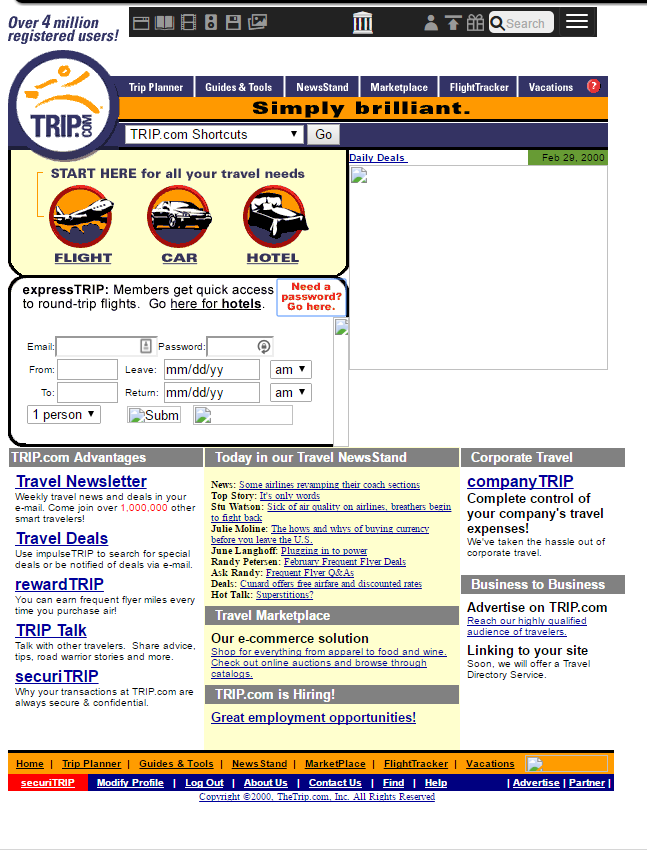 Over 4 million
registered users!
Search
TRIP.COM
Trip Planner
Guides & Tools
NewsStand
Marketplace
FlightTracker
Vacations
?
Simply brilliant.
TRIP.com Shortcuts
Go
START HERE for all your travel needs
FLIGHT
CAR
HOTEL
Daily Deals
Feb 29, 2000
expressTRIP: Members get quick access
to round-trip flights. Go here for hotels.
Need a
password?
Go here.
Email:
Password:
From:
Leave:
mm/dd/yy
am
To:
Return:
mm/dd/yy
am
1 person
Subm
TRIP.com Advantages
Travel Newsletter
Weekly travel news and deals in your
e-mail. Come join over 1,000,000 other
smart travelers!
Travel Deals
Use impulseTRIP to search for special
deals or be notified of deals via e-mail.
rewardTRIP
You can earn frequent flyer miles every
time you purchase air!
TRIP Talk
Talk with other travelers. Share advice,
tips, road warrior stories and more.
securiTRIP
Why your transactions at TRIP.com are
always secure & confidential.
Today in our Travel NewsStand
News: Some airlines revamping their coach sections
Top Story: It's only words
Stu Watson: Sick of air quality on airlines, breathers begin
to fight back
Julie Moline: The hows and whys of buying currency
before you leave the U.S.
June Langhoff: Plugging in to power
Randy Petersen: February Frequent Flyer Deals
Ask Randy: Frequent Flyer Q&As
Deals: Cunard offers free airfare and discounted rates
Hot Talk: Superstitions?
Travel Marketplace
Our e-commerce solution
Shop for everything from apparel to food and wine.
Check out online auctions and browse through
catalogs.
TRIP.com is Hiring!
Great employment opportunities!
Corporate Travel
companyTRIP
Complete control of
your company's travel
expenses!
We've taken the hassle out of
corporate travel.
Business to Business
Advertise on TRIP.com
Reach our highly qualified
audience of travelers.
Linking to your site
Soon, we will offer a Travel
Directory Service.
Home | Trip Planner | Guides & Tools | NewsStand | MarketPlace | FlightTracker | Vacations
securiTRIP Modify Profile | Log Out | About Us | Contact Us | Find | Help | Advertise | Partner |
Copyright ©2000, TheTrip.com, Inc. All Rights Reserved